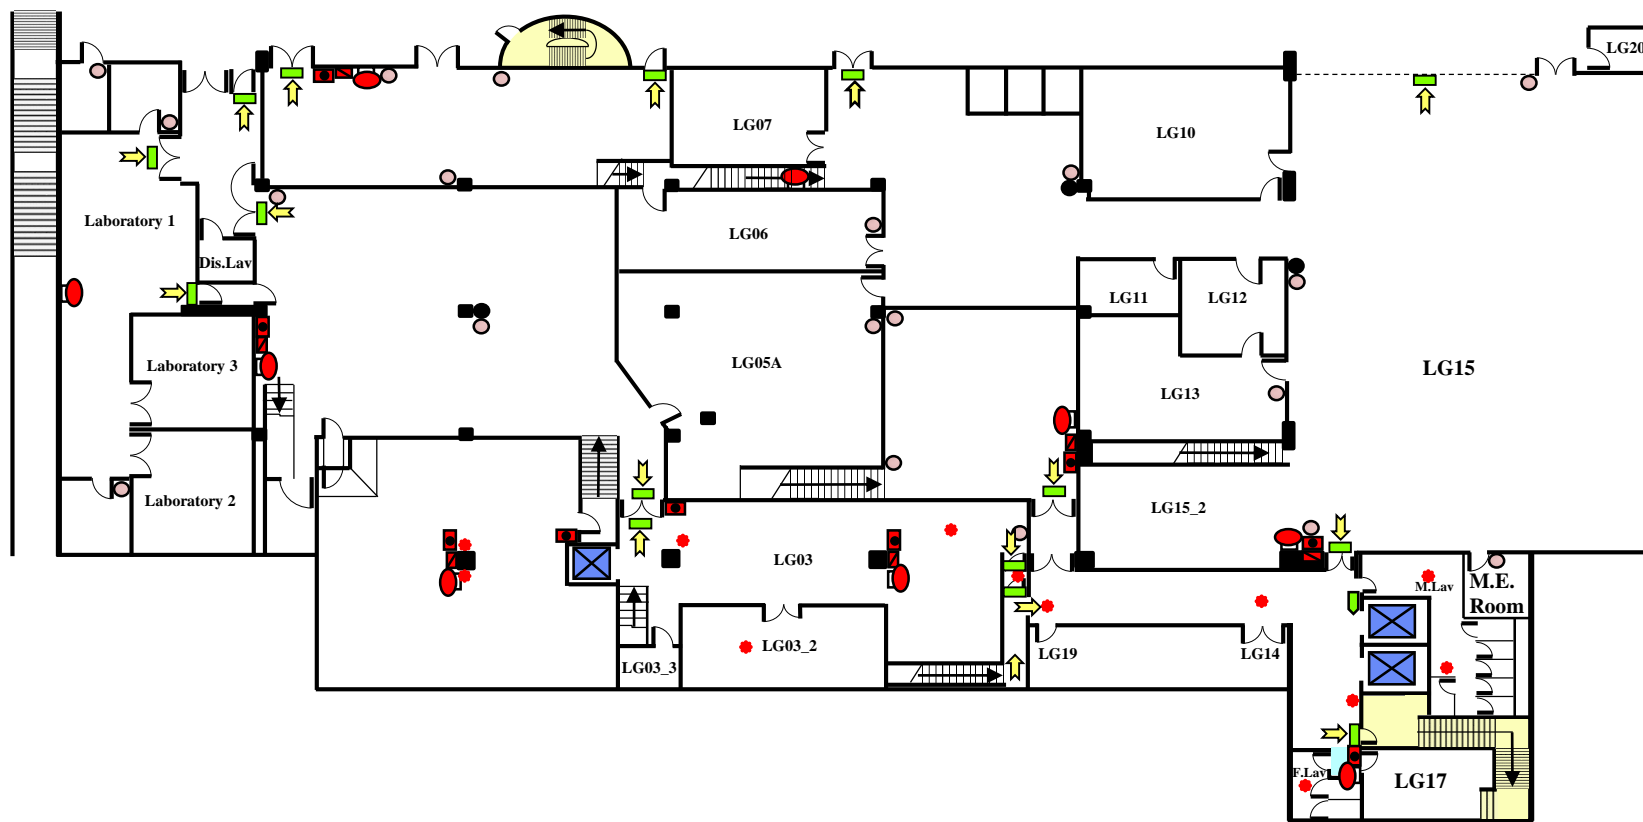 LG20
LG07
LG10
Laboratory 1
LG06
Dis.Lav
LG11
LG12
Laboratory 3
LG05A
LG15
LG13
Laboratory 2
LG15_2
LG03
M.Lav
M.E.
Room
LG03_2
LG03_3
LG19
LG14
F.Lav
LG17